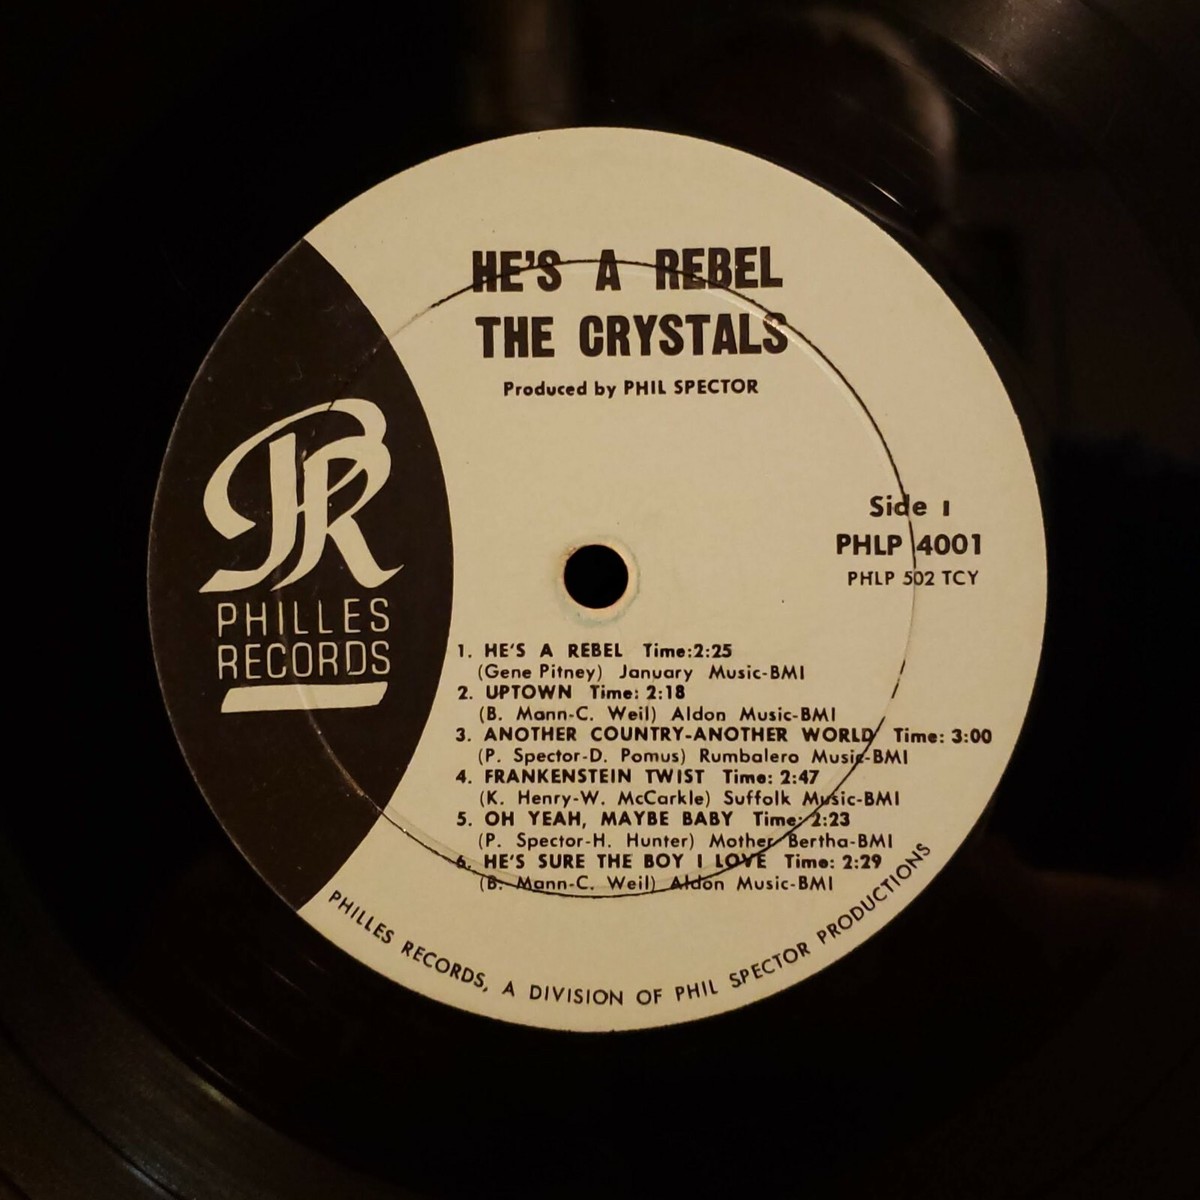 HE'S A REBEL
THE CRYSTALS
Produced by PHIL SPECTOR
PR
PHILLES
RECORDS
Side 1
PHLP 4001
PHLP 502 TCY
1. HE'S A REBEL Time:2:25
(Gene Pitney) January Music-BMI
2. UPTOWN Time: 2:18
(B. Mann-C. Weil) Aldon Music-BMI
3. ANOTHER COUNTRY-ANOTHER WORLD Time: 3:00
(P. Spector-D. Pomus) Rumbalero Music-BMI
4. FRANKENSTEIN TWIST Time: 2:47
(K. Henry-W. McCarkle) Suffolk Music-BMI
5. OH YEAH, MAYBE BABY Time: 2:23
(P. Spector-H. Hunter) Mother Bertha-BMI
6. HE'S SURE THE BOY I LOVE Time: 2:29
(B. Mann-C. Weil) Aldon Music-BMI
PHILLES RECORDS, A DIVISION OF PHIL SPECTOR PRODUCTIONS